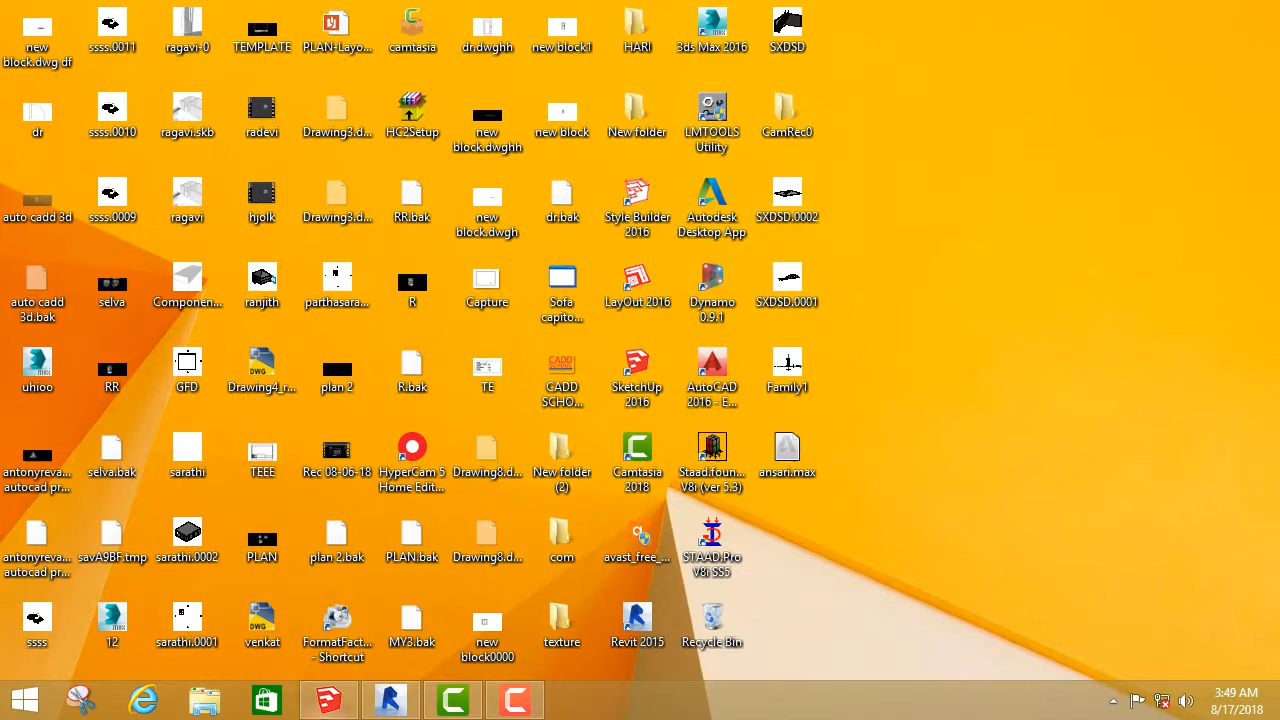 new
block.dwg df
ssss.0011
ragavi-0
TEMPLATE
PLAN-Layo...
camtasia
dr.dwghh
new block1
HARI
3ds Max 2016
SXDSD
dr
ssss.0010
ragavi.skb
radevi
Drawing3.d...
HC2Setup
new
block.dwghh
new block
New folder
LMTOOLS
Utility
CamRec0
auto cadd 3d
ssss.0009
ragavi
hjolk
Drawing3.d...
RR.bak
new
block.dwgh
dr.bak
Style Builder
2016
Autodesk
Desktop App
SXDSD.0002
auto cadd
3d.bak
selva
Componen...
ranjith
parthasara...
R
Capture
Sofa
capito...
LayOut 2016
Dynamo
0.9.1
SXDSD.0001
uhioo
RR
GFD
Drawing4_r...
plan 2
R.bak
TE
CADD
SCHO...
SketchUp
2016
AutoCAD
2016 - E...
Family1
antonyreva...
autocad pr...
selva.bak
sarathi
TEEE
Rec 08-06-18
HyperCam 5
Home Edit...
Drawing8.d...
New folder
(2)
Camtasia
2018
Staad.foun...
V8i (ver 5.3)
ansari.max
antonyreva...
autocad pr...
savA9BF.tmp
sarathi.0002
PLAN
plan 2.bak
PLAN.bak
Drawing8.d...
com
avast_free_...
STAAD.Pro
V8i SS5
ssss
12
sarathi.0001
venkat
FormatFact...
- Shortcut
MY3.bak
new
block0000
texture
Revit 2015
Recycle Bin
3:49 AM
8/17/2018